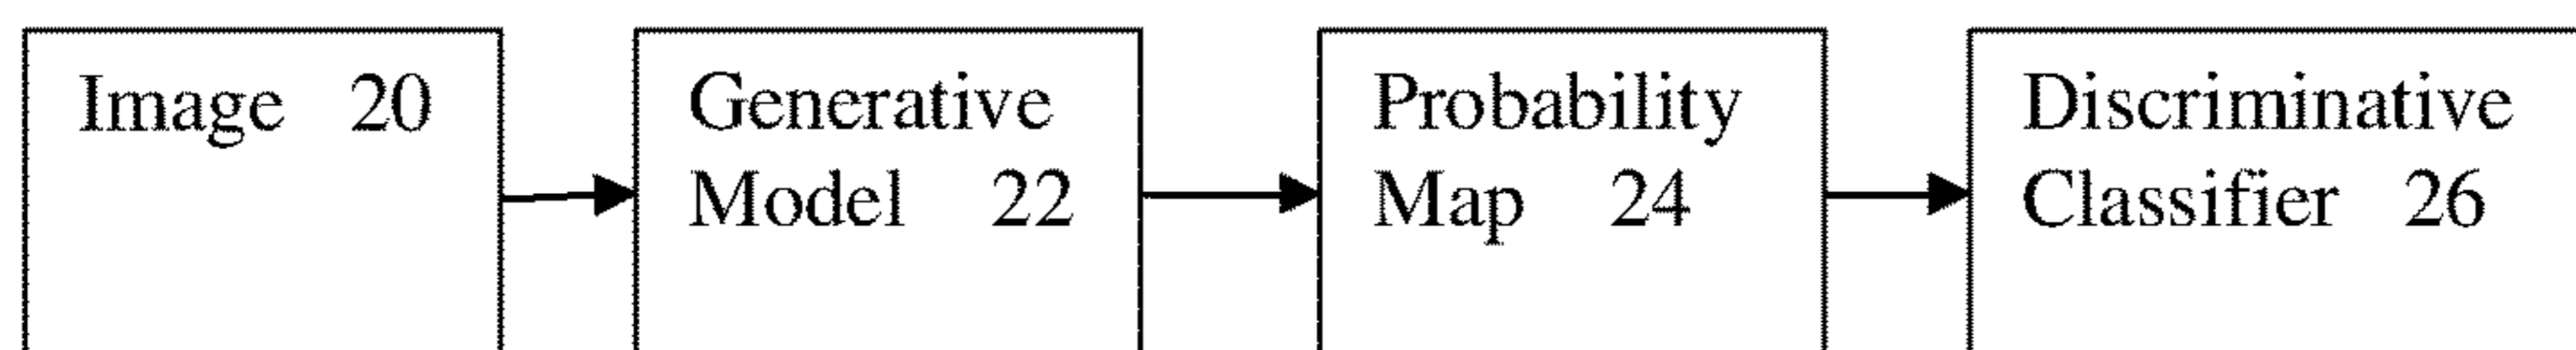 Image 20
Generative
Model 22
Probability
Map 24
Discriminative
Classifier 26